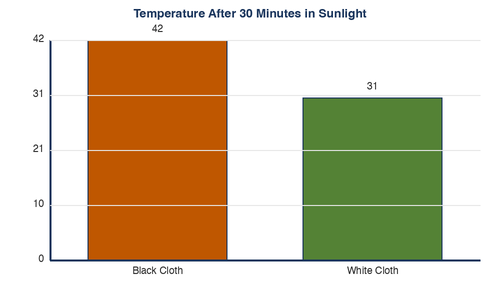 Temperature After 30 Minutes in Sunlight
42
42
31
31
21
10
0
Black Cloth
White Cloth